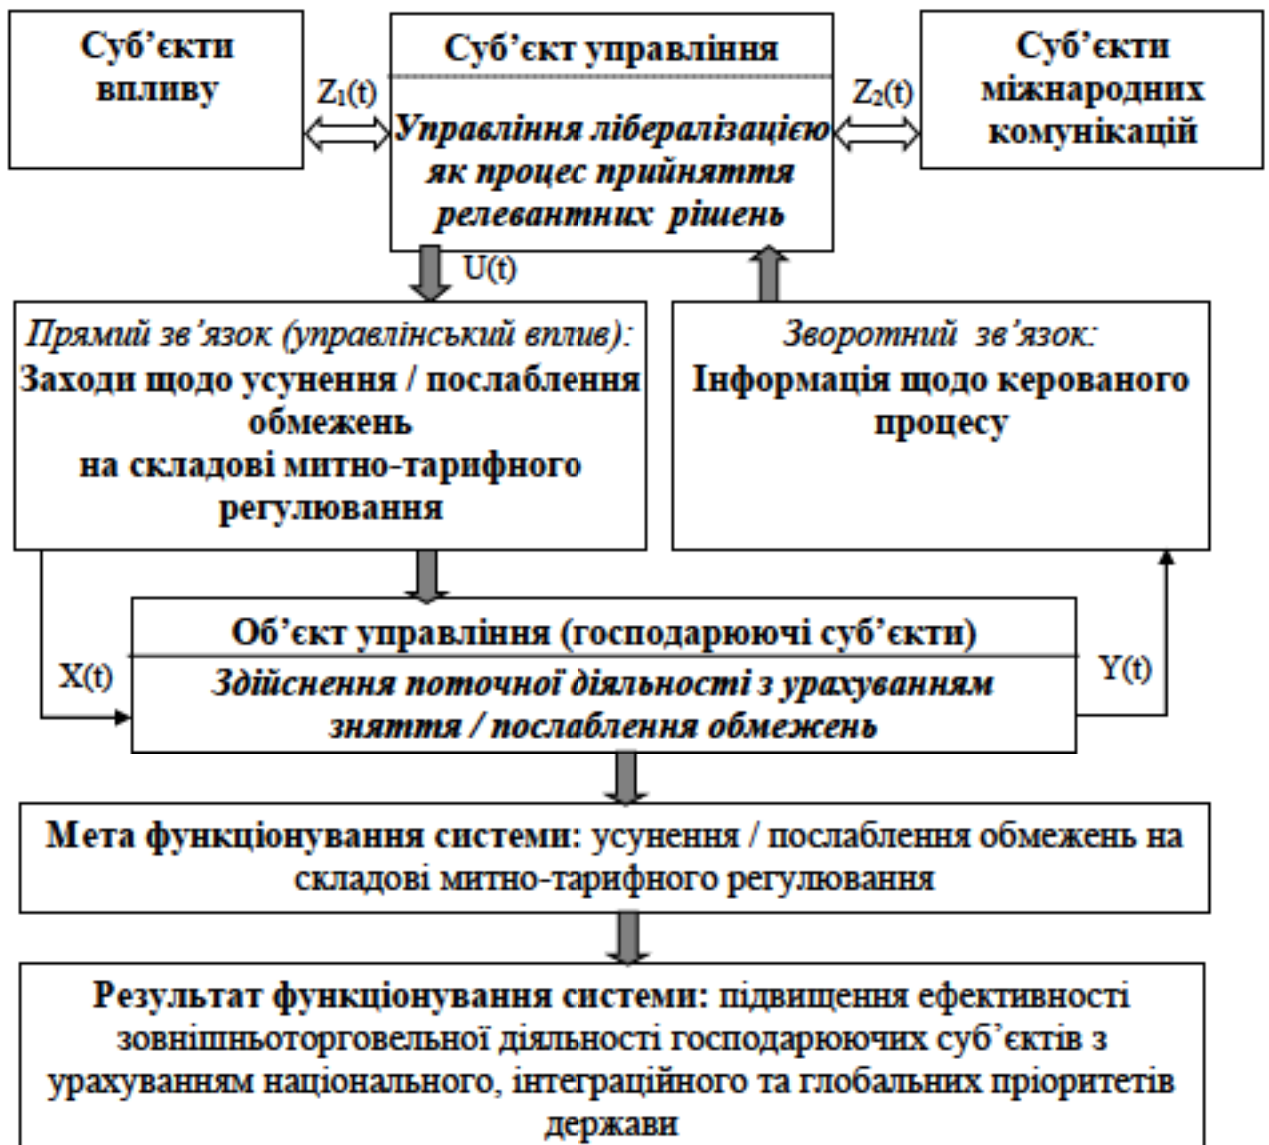 Суб’єкти
впливу
Z₁(t)
Суб’єкт управління
Управління лібералізацією
як процес прийняття
релевантних рішень
Z₂(t)
Суб’єкти
міжнародних
комунікацій
U(t)
Прямий зв’язок (управлінський вплив):
Заходи щодо усунення / послаблення
обмежень
на складові митно-тарифного
регулювання
Зворотний зв’язок:
Інформація щодо керованого
процесу
X(t)
Об’єкт управління (господарюючі суб’єкти)
Здійснення поточної діяльності з урахуванням
зняття / послаблення обмежень
Y(t)
Мета функціонування системи: усунення / послаблення обмежень на
складові митно-тарифного регулювання
Результат функціонування системи: підвищення ефективності
зовнішньоторговельної діяльності господарюючих суб’єктів з
урахуванням національного, інтеграційного та глобальних пріоритетів
держави